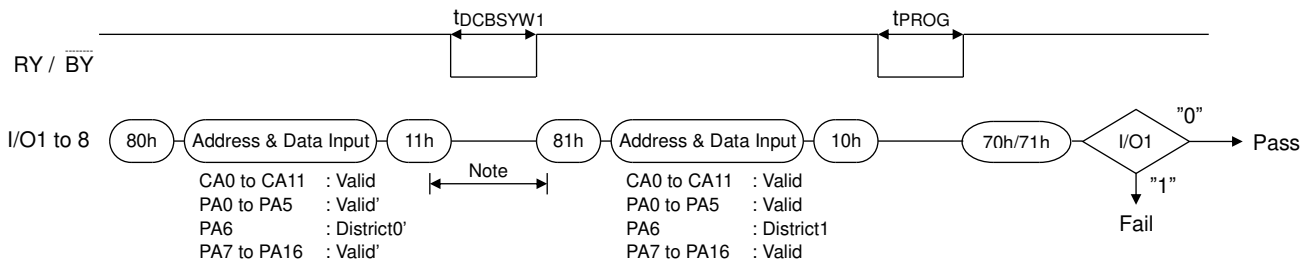 tDCBSYW1 tPROG
RY / BY
I/O1 to 8 80h Address & Data Input 11h 81h Address & Data Input 10h 70h/71h I/O1 "0" Pass
Note
"1"
Fail
CA0 to CA11 : Valid
PA0 to PA5 : Valid'
PA6 : District0'
PA7 to PA16 : Valid'
CA0 to CA11 : Valid
PA0 to PA5 : Valid
PA6 : District1
PA7 to PA16 : Valid